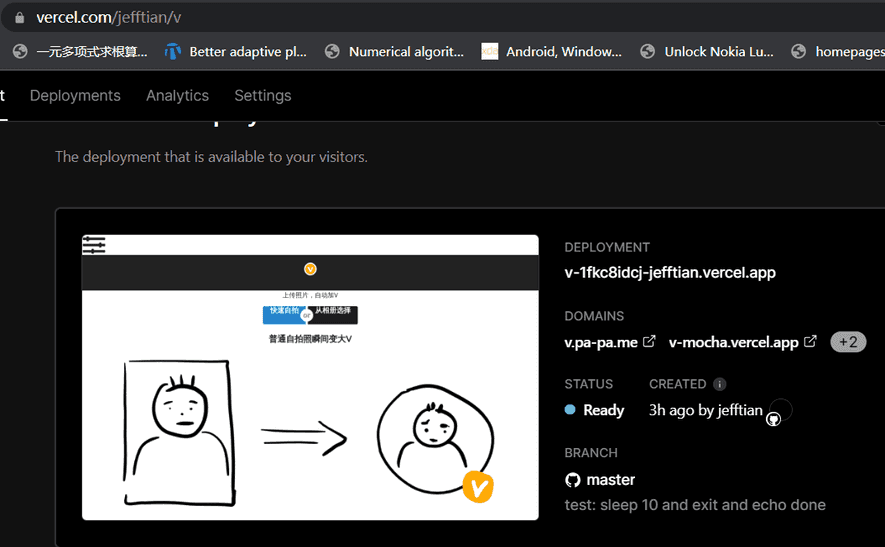 vercel.com/jefftian/v
一元多项式求根算... Better adaptive pl... Numerical algorit... Android, Window... Unlock Nokia Lu... homepages
t Deployments Analytics Settings
The deployment that is available to your visitors.
V
上传照片，自动加V
快速自拍 or 从相册选择
普通自拍照瞬间变大V
V
DEPLOYMENT
v-1fkc8idcj-jefftian.vercel.app
DOMAINS
v.pa-pa.me v-mocha.vercel.app +2
STATUS CREATED
Ready 3h ago by jefftian
BRANCH
master
test: sleep 10 and exit and echo done